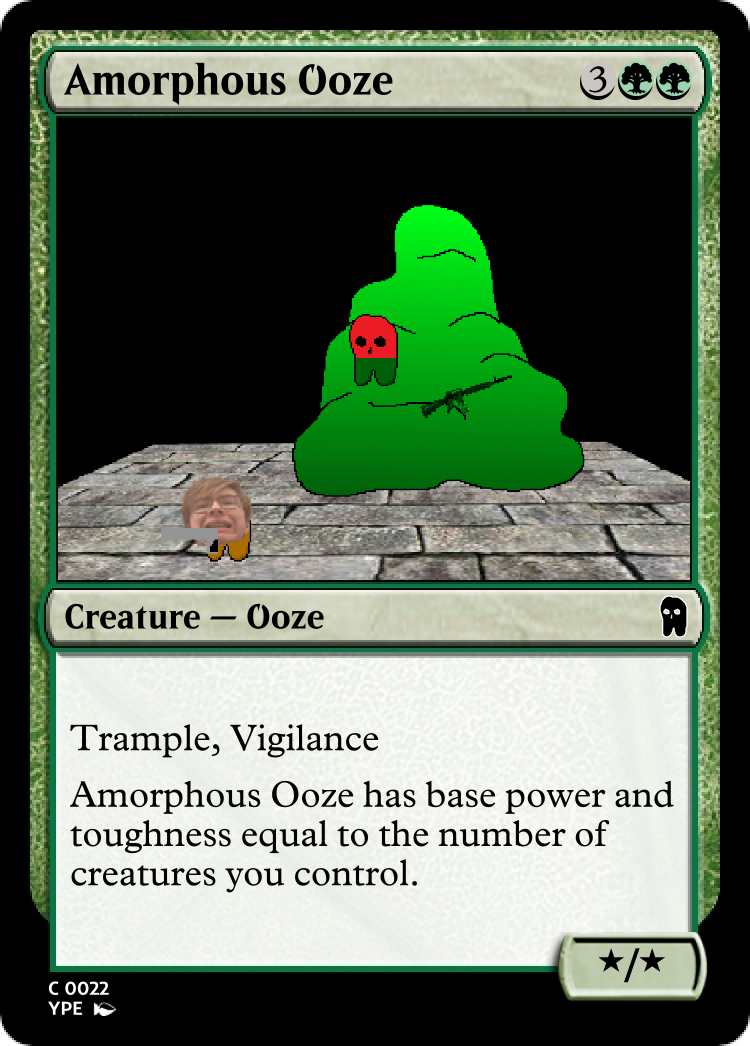 Amorphous Ooze 3
Creature — Ooze
Trample, Vigilance
Amorphous Ooze has base power and
toughness equal to the number of
creatures you control.
★/★
C 0022
YPE